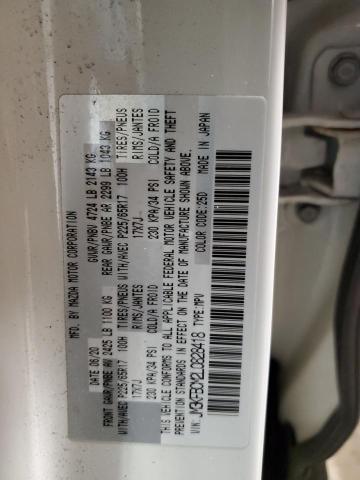 MFD BY MAZDA MOTOR CORPORATION
DATE: 06/20 GVWR/PNBV 4724 LB 2143 KG
FRONT GAWR/PNBE AV 2425 LB 1100 KG REAR GAWR/PNBE AR 2299 LB 1043 KG
WITH/AVEC P225/65R17 100H TIRES/PNEUS WITH/AVEC P225/65R17 100H TIRES/PNEUS
17X7J RIMS/JANTES 17X7J RIMS/JANTES
230 KPA/34 PSI COLD/A FROID 230 KPA/34 PSI COLD/A FROID
THIS VEHICLE CONFORMS TO ALL APPLICABLE FEDERAL MOTOR VEHICLE SAFETY AND THEFT
PREVENTION STANDARDS IN EFFECT ON THE DATE OF MANUFACTURE SHOWN ABOVE.
COLOR CODE: 25D MADE IN JAPAN
VIN: TYPE: MPV